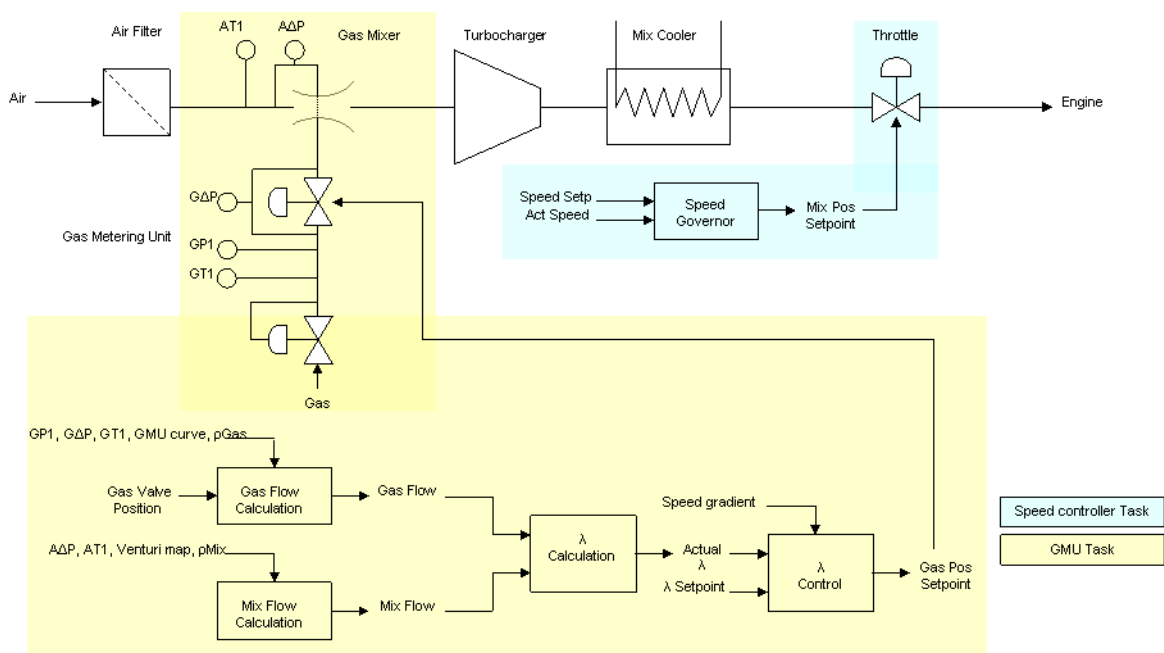 AT1
AΔP
Air Filter
Gas Mixer
Turbocharger
Mix Cooler
Throttle
Air
Engine
GΔP
Speed Setp
Act Speed
Speed
Governor
Mix Pos
Setpoint
Gas Metering Unit
GP1
GT1
Gas
GP1, GΔP, GT1, GMU curve, ρGas
Gas Valve
Position
Gas Flow
Calculation
Gas Flow
Speed gradient
Speed controller Task
GMU Task
AΔP, AT1, Venturi map, ρMix
λ
Calculation
Actual
λ
λ Setpoint
λ
Control
Gas Pos
Setpoint
Mix Flow
Calculation
Mix Flow